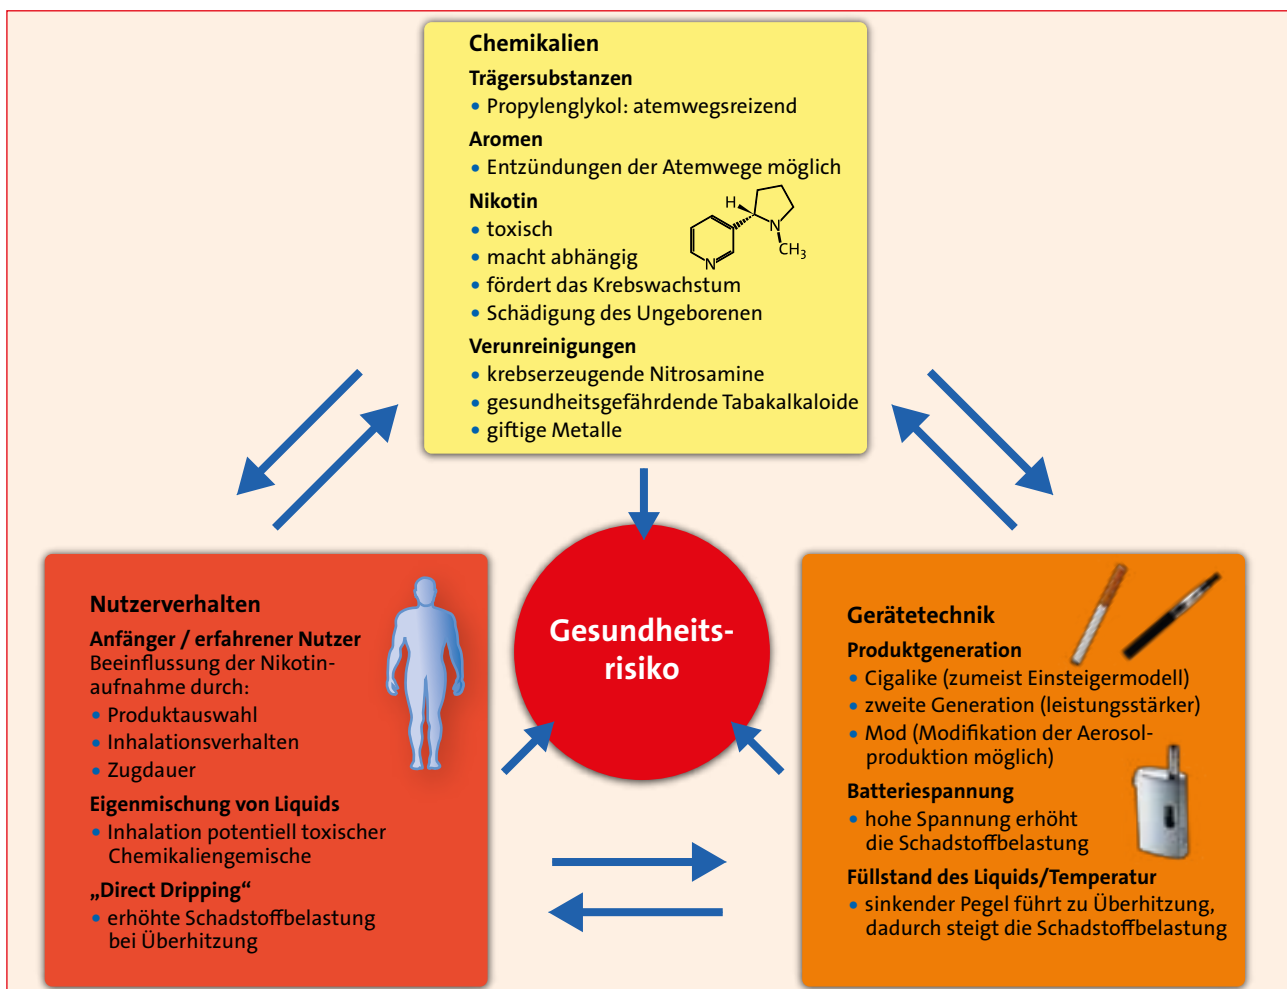 Chemikalien
Trägersubstanzen
• Propylenglykol: atemwegsreizend
Aromen
• Entzündungen der Atemwege möglich
Nikotin
• toxisch
• macht abhängig
• fördert das Krebswachstum
• Schädigung des Ungeborenen
H
N
CH₃
N
Verunreinigungen
• krebserzeugende Nitrosamine
• gesundheitsgefährdende Tabakalkaloide
• giftige Metalle
Gesundheits-
risiko
Nutzerverhalten
Anfänger / erfahrener Nutzer
Beeinflussung der Nikotin-
aufnahme durch:
• Produktauswahl
• Inhalationsverhalten
• Zugdauer
Eigenmischung von Liquids
• Inhalation potentiell toxischer
Chemikaliengemische
„Direct Dripping“
• erhöhte Schadstoffbelastung
bei Überhitzung
Gerätetechnik
Produktgeneration
• Cigalike (zumeist Einsteigermodell)
• zweite Generation (leistungsstärker)
• Mod (Modifikation der Aerosol-
produktion möglich)
Batteriespannung
• hohe Spannung erhöht
die Schadstoffbelastung
Füllstand des Liquids/Temperatur
• sinkender Pegel führt zu Überhitzung,
dadurch steigt die Schadstoffbelastung